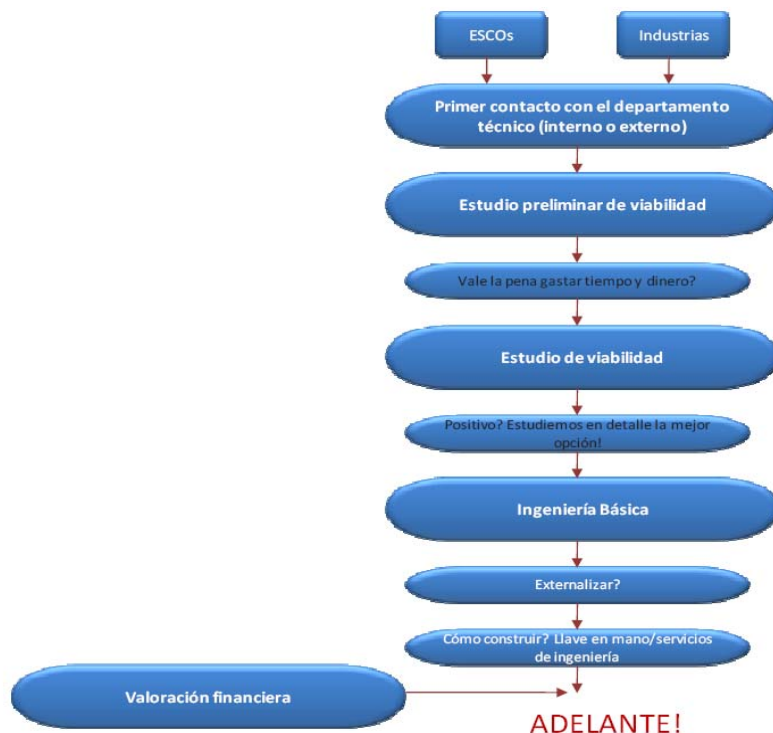 ESCOs
Industrias
Primer contacto con el departamento
técnico (interno o externo)
Estudio preliminar de viabilidad
Vale la pena gastar tiempo y dinero?
Estudio de viabilidad
Positivo? Estudiemos en detalle la mejor
opción!
Ingeniería Básica
Externalizar?
Cómo construir? Llave en mano/servicios
de ingeniería
Valoración financiera
ADELANTE!